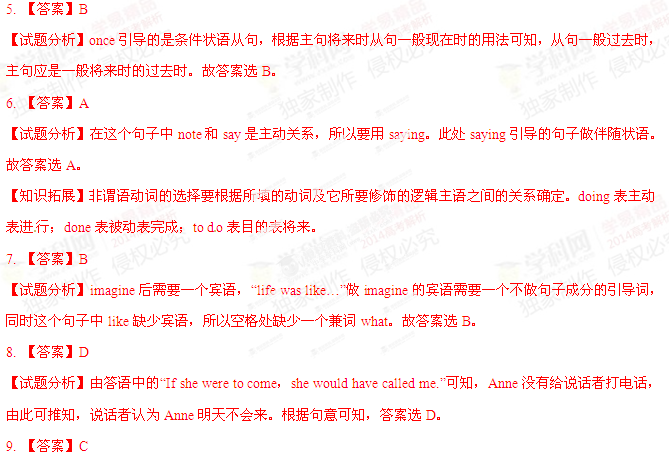 5. 【答案】B
【试题分析】once引导的是条件状语从句，根据主句将来时从句一般现在时的用法可知，从句一般过去时，
主句应是一般将来时的过去时。故答案选 B。
6. 【答案】A
【试题分析】在这个句子中 note 和 say 是主动关系，所以要用 saying。此处 saying 引导的句子做伴随状语。
故答案选 A。
【知识拓展】非谓语动词的选择要根据所填的动词及它所要修饰的逻辑主语之间的关系确定。doing 表主动
表进行；done 表被动表完成；to do 表目的表将来。
7. 【答案】B
【试题分析】imagine 后需要一个宾语，“life was like…”做 imagine 的宾语需要一个不做句子成分的引导词，
同时这个句子中 like 缺少宾语，所以空格处缺少一个兼词 what。故答案选 B。
8. 【答案】D
【试题分析】由答语中的“If she were to come，she would have called me.”可知，Anne 没有给说话者打电话，
由此可推知，说话者认为 Anne 明天不会来。根据句意可知，答案选 D。
9. 【答案】C